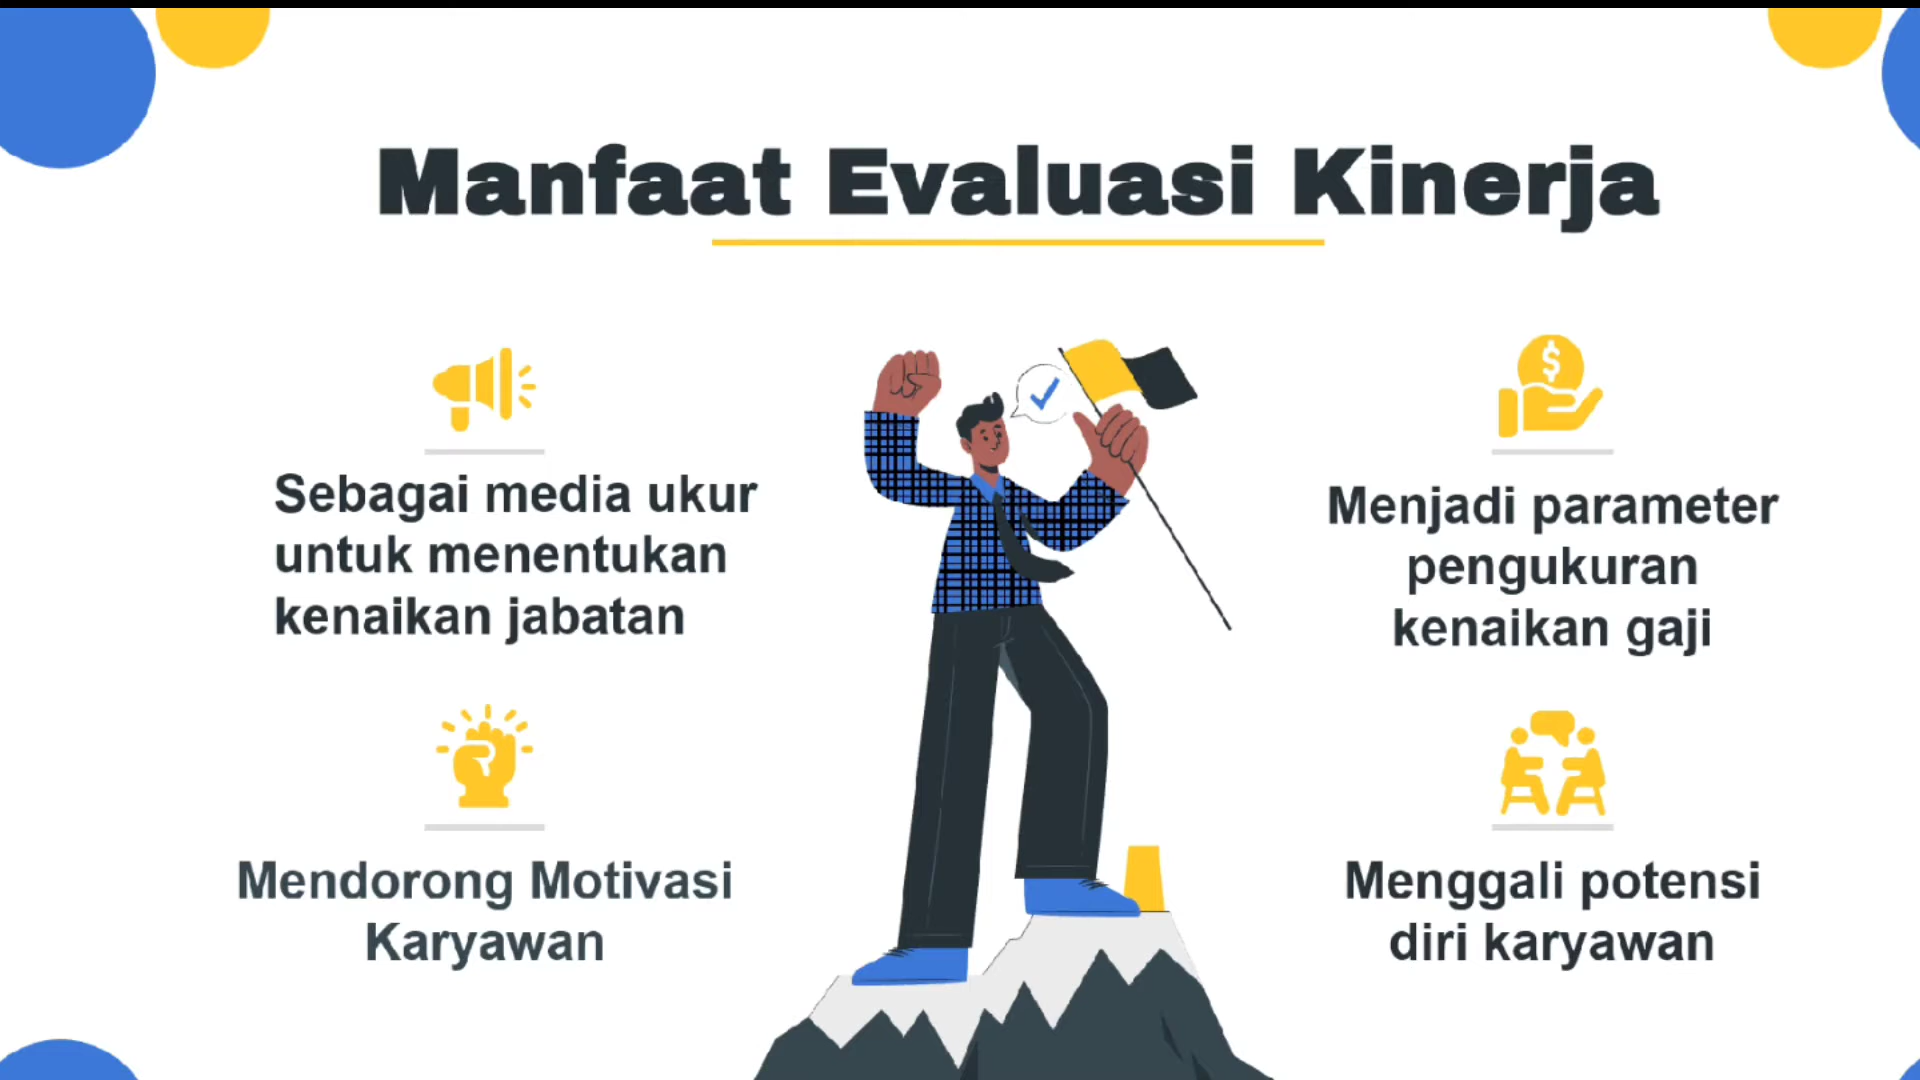 Manfaat Evaluasi Kinerja
Sebagai media ukur
untuk menentukan
kenaikan jabatan
Menjadi parameter
pengukuran
kenaikan gaji
Mendorong Motivasi
Karyawan
Menggali potensi
diri karyawan